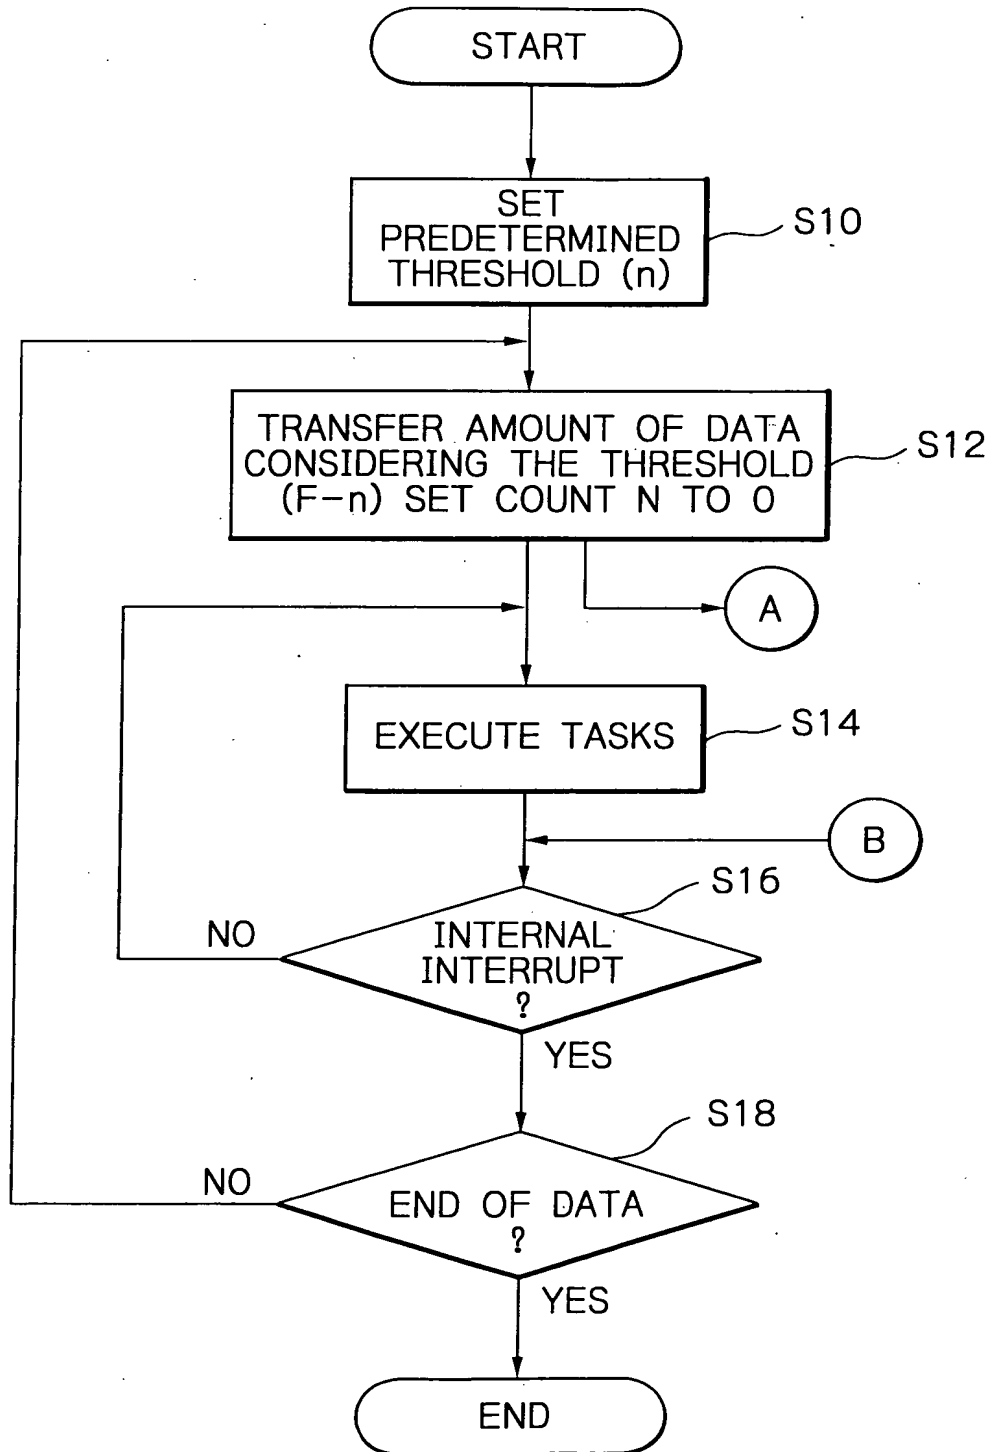 START
SET
PREDETERMINED
THRESHOLD (n)
S10
TRANSFER AMOUNT OF DATA
CONSIDERING THE THRESHOLD
(F-n) SET COUNT N TO 0
S12
A
EXECUTE TASKS
S14
B
S16
NO
INTERNAL
INTERRUPT
?
YES
S18
NO
END OF DATA
?
YES
END